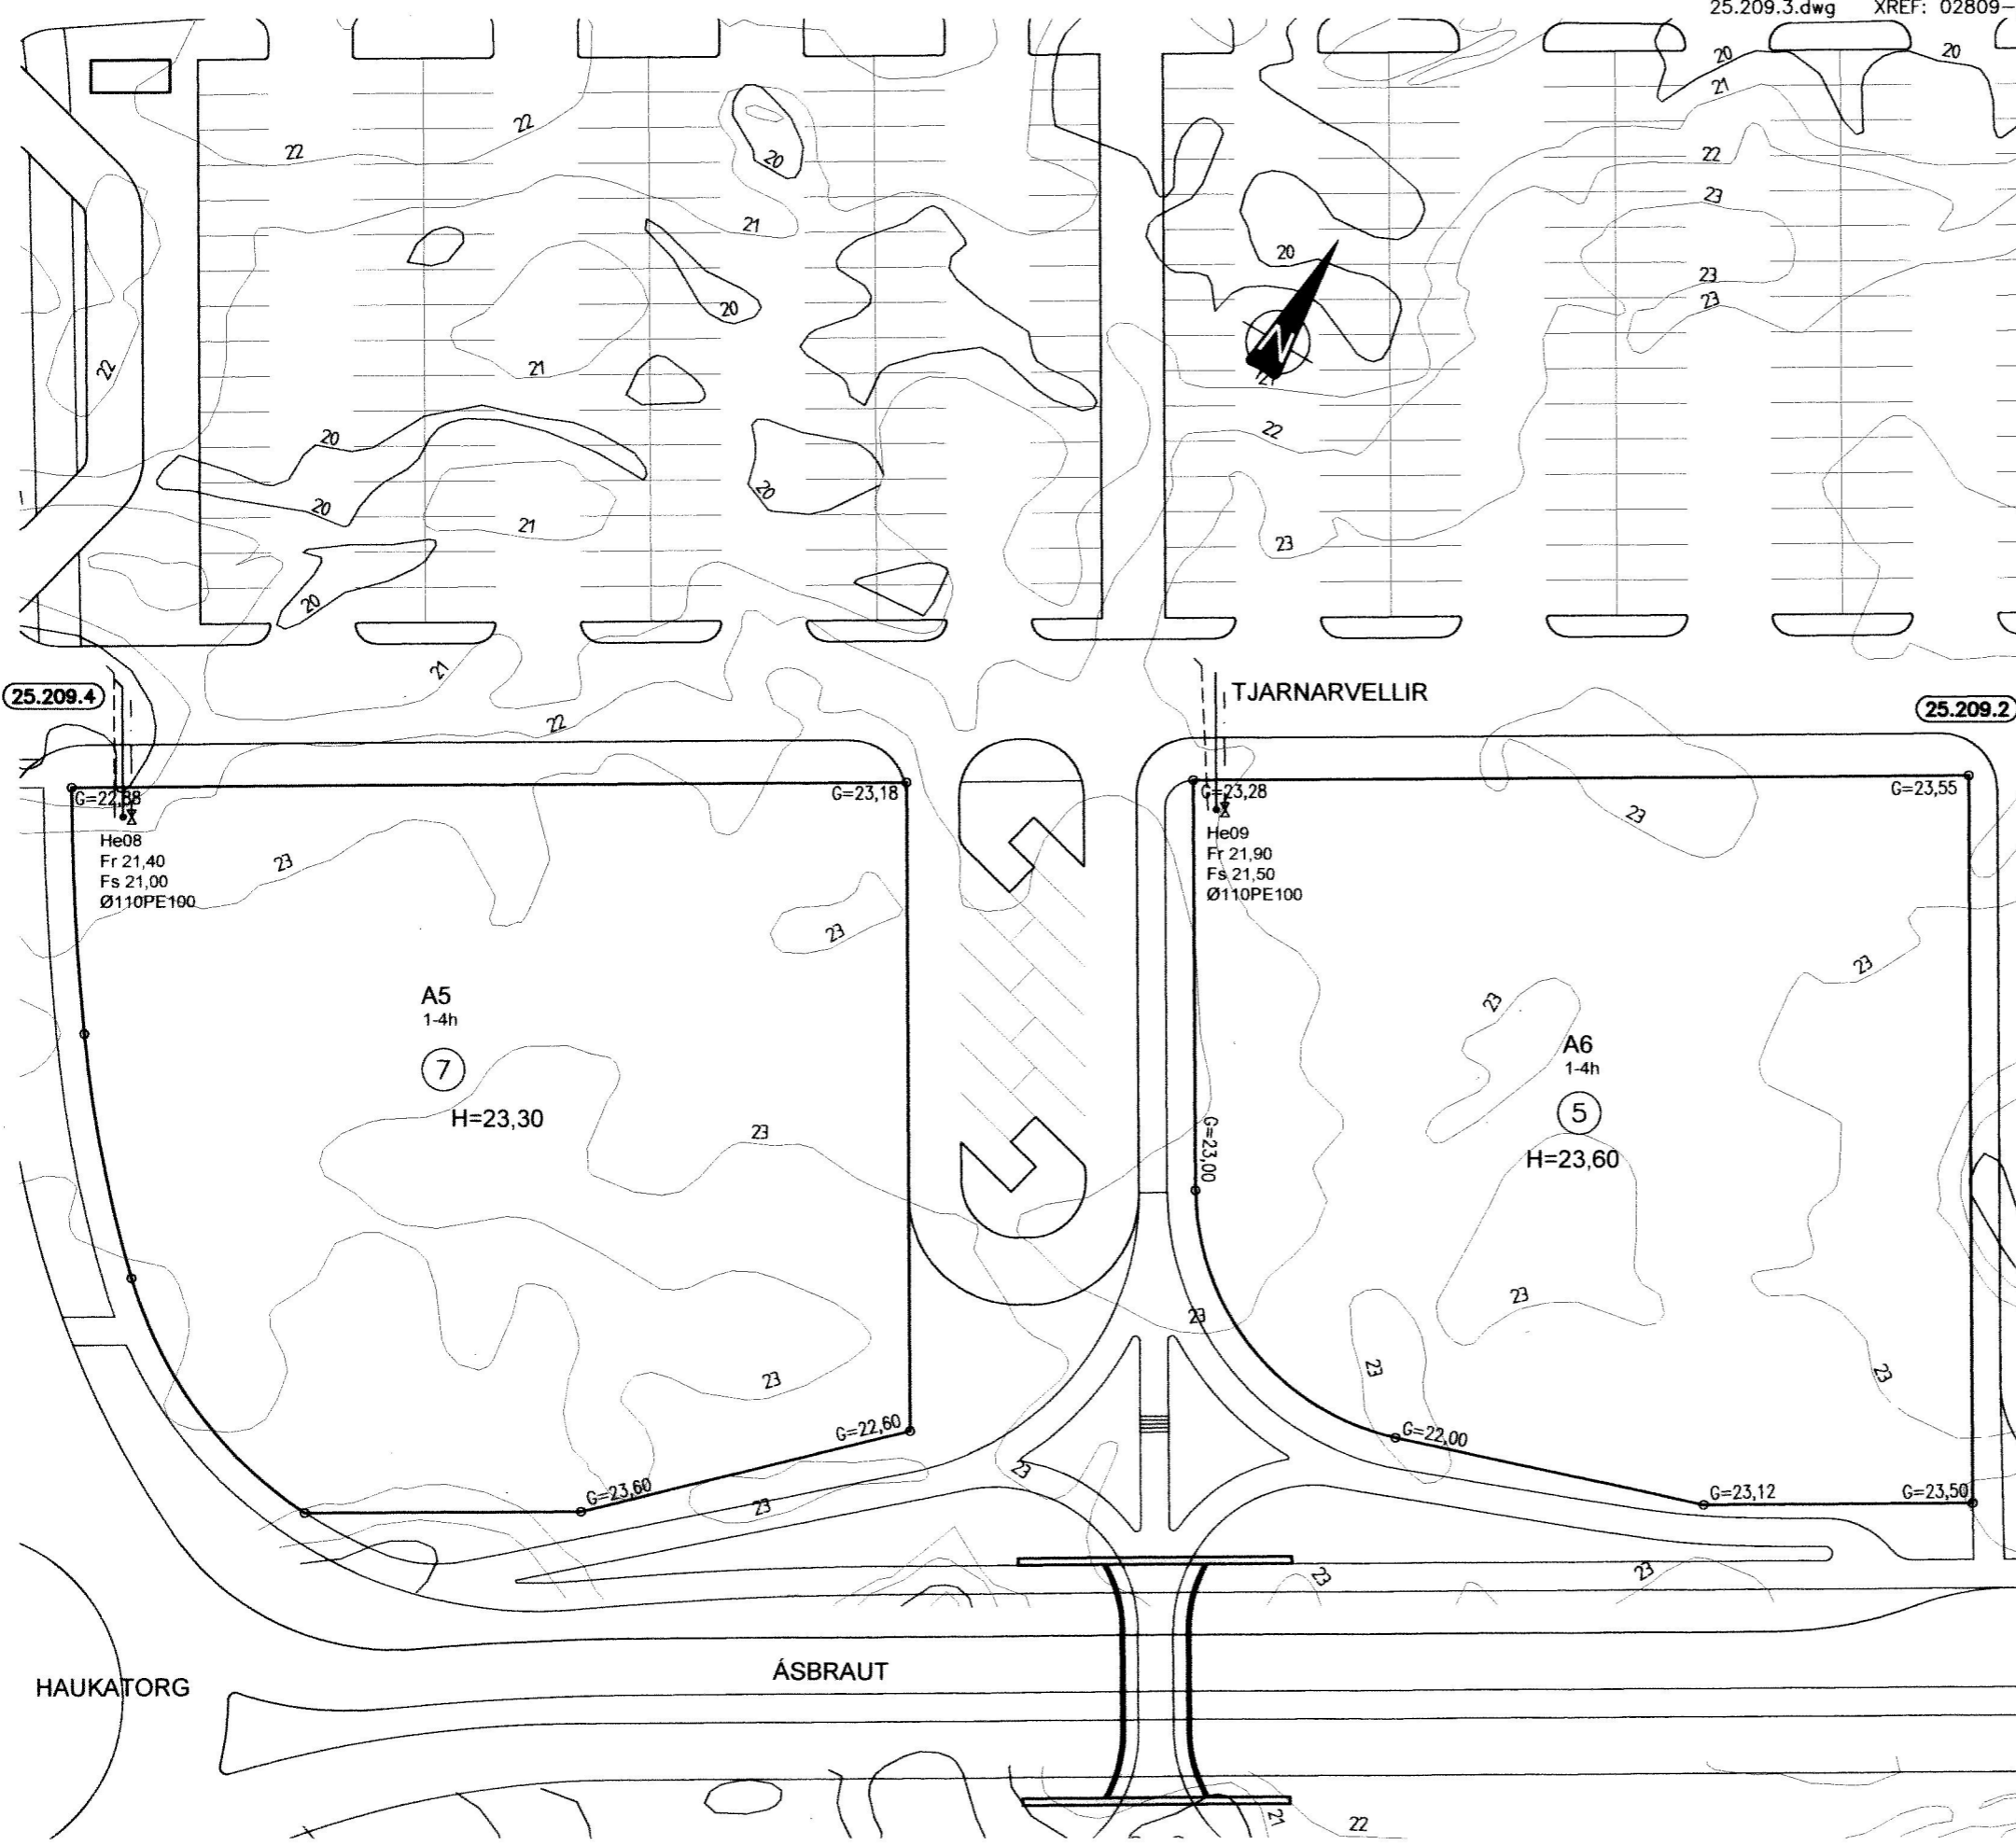 25.209.3.dwg XREF: 02809-
20
20
21
22
22
20
22
23
21
20
23
20
23
22
21
21
20
22
20
20
20
21
23
20
21
TJARNARVELLIR
25.209.4
25.209.2
22
G=22,88
G=23,18
G=23,28
G=23,55
He08
Fr 21,40
Fs 21,00
Ø110PE100
He09
Fr 21,90
Fs 21,50
Ø110PE100
23
23
23
23
23
A5
1-4h
7
H=23,30
A6
1-4h
5
H=23,60
23
G=23,00
23
23
23
23
23
G=22,60
G=22,00
G=23,60
G=23,12
G=23,50
23
23
23
23
HAUKATORG
ÁSBRAUT
21
22
N